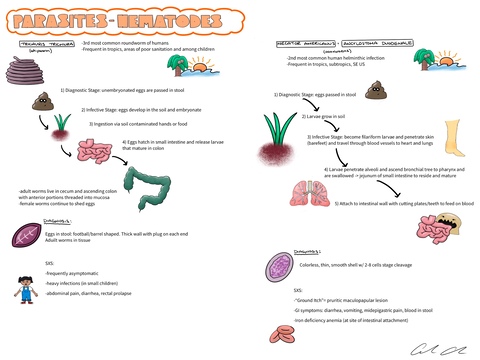 PARASITES - NEMATODES
TRICHURIS TRICHIURA
(whipworm)
-3rd most common roundworm of humans
-Frequent in tropics, areas of poor sanitation and among children
1) Diagnostic Stage: unembryonated eggs are passed in stool
2) Infective Stage: eggs develop in the soil and embryonate
3) Ingestion via soil contaminated hands or food
4) Eggs hatch in small intestine and release larvae
that mature in colon
-adult worms live in cecum and ascending colon
with anterior portions threaded into mucosa
-female worms continue to shed eggs
DIAGNOSIS:
Eggs in stool: football/barrel shaped. Thick wall with plug on each end
Adult worms in tissue
SXS:
-frequently asymptomatic
-heavy infections (in small children)
-abdominal pain, diarrhea, rectal prolapse
NECATOR AMERICANUS - ANCYLOSTOMA DUODENALE
(hookworm)
-2nd most common human helminthic infection
-Frequent in tropics, subtropics, SE US
1) Diagnostic Stage: eggs passed in stool
2) Larvae grow in soil
3) Infective Stage: become filariform larvae and penetrate skin
(barefeet) and travel through blood vessels to heart and lungs
4) Larvae penetrate alveoli and ascend bronchial tree to pharynx and
are swallowed -> jejunum of small intestine to reside and mature
5) Attach to intestinal wall with cutting plates/teeth to feed on blood
DIAGNOSIS:
Colorless, thin, smooth shell w/ 2-8 cells stage cleavage
SXS:
-"Ground Itch"= pruritic maculopapular lesion
-GI symptoms: diarrhea, vomiting, midepigastric pain, blood in stool
-Iron deficiency anemia (at site of intestinal attachment)